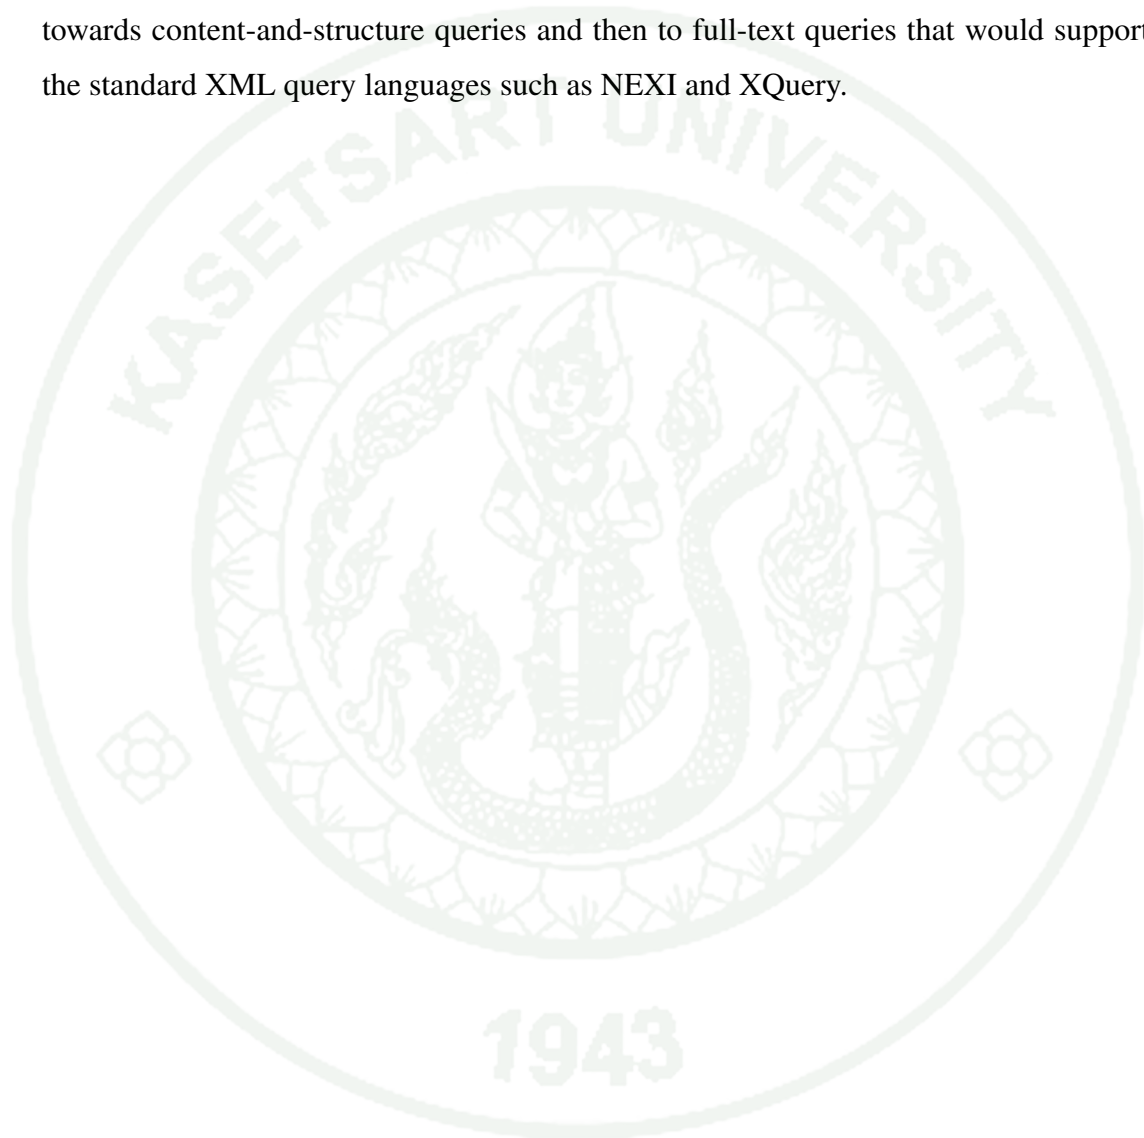 towards content-and-structure queries and then to full-text queries that would support
the standard XML query languages such as NEXI and XQuery.
KASETSART UNIVERSITY
1943